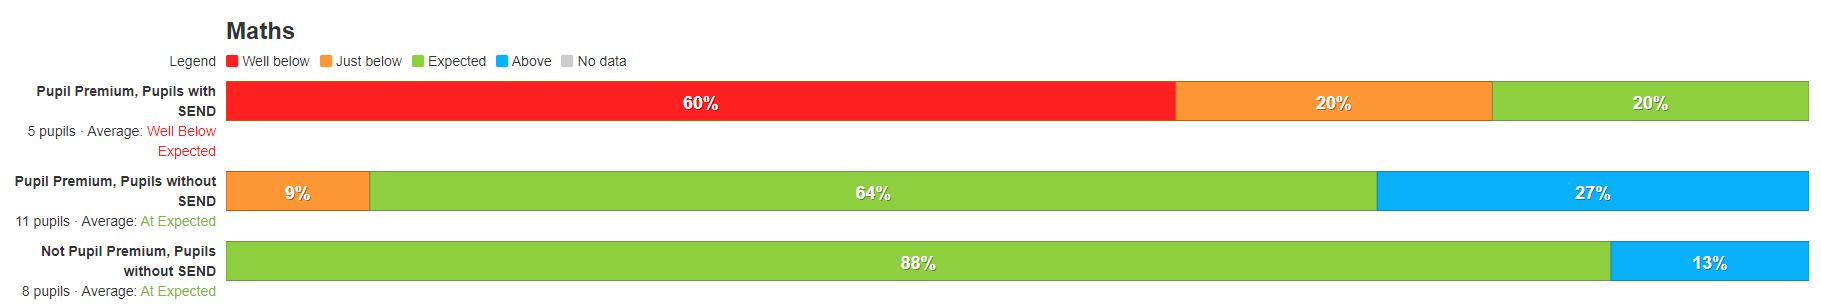 Maths
Legend Well below Just below Expected Above No data
Pupil Premium, Pupils with
SEND
5 pupils · Average: Well Below
Expected
60% 20% 20%
Pupil Premium, Pupils without
SEND
11 pupils · Average: At Expected
9% 64% 27%
Not Pupil Premium, Pupils
without SEND
8 pupils · Average: At Expected
88% 13%